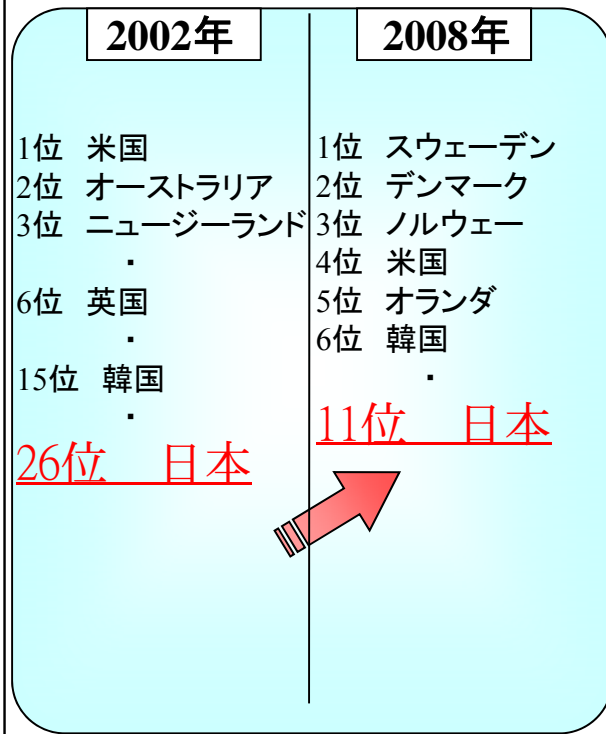 2002年
1位 米国
2位 オーストラリア
3位 ニュージーランド
・
6位 英国
・
15位 韓国
・
26位 日本
2008年
1位 スウェーデン
2位 デンマーク
3位 ノルウェー
4位 米国
5位 オランダ
6位 韓国
・
11位 日本